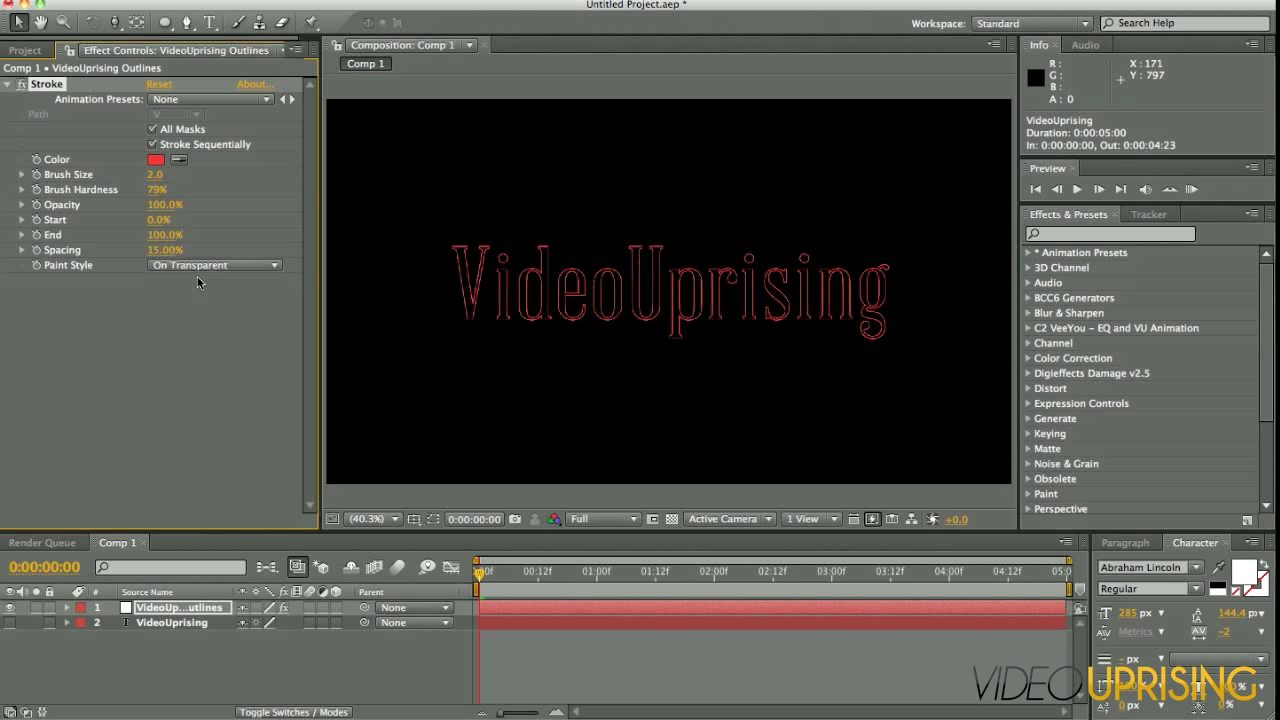 Untitled Project.aep *
Workspace: Standard
Search Help
Project
Effect Controls: VideoUprising Outlines
Comp 1 • VideoUprising Outlines
Stroke
Reset
About...
Animation Presets: None
Path
V
All Masks
Stroke Sequentially
Color
Brush Size 2.0
Brush Hardness 79%
Opacity 100.0%
Start 0.0%
End 100.0%
Spacing 15.00%
Paint Style On Transparent
Composition: Comp 1
Comp 1
VideoUprising
(40.3%)
0:00:00:00
Full
Active Camera
1 View
+0.0
Info
Audio
R :
G :
B :
A : 0
X : 171
Y : 797
VideoUprising
Duration: 0:00:05:00
In: 0:00:00:00, Out: 0:00:04:23
Preview
Effects & Presets
Tracker
* Animation Presets
3D Channel
Audio
BCC6 Generators
Blur & Sharpen
C2 VeeYou - EQ and VU Animation
Channel
Color Correction
Digieffects Damage v2.5
Distort
Expression Controls
Generate
Keying
Matte
Noise & Grain
Obsolete
Paint
Perspective
Render Queue
Comp 1
0:00:00:00
# Source Name
Parent
00f 00:12f 01:00f 01:12f 02:00f 02:12f 03:00f 03:12f 04:00f 04:12f 05:0
1 VideoUp...utlines
None
2 T VideoUprising
None
Toggle Switches / Modes
Paragraph
Character
Abraham Lincoln
Regular
285 px
144.4 p
Metrics
-2
- px
0 px
VIDEOUPRISING